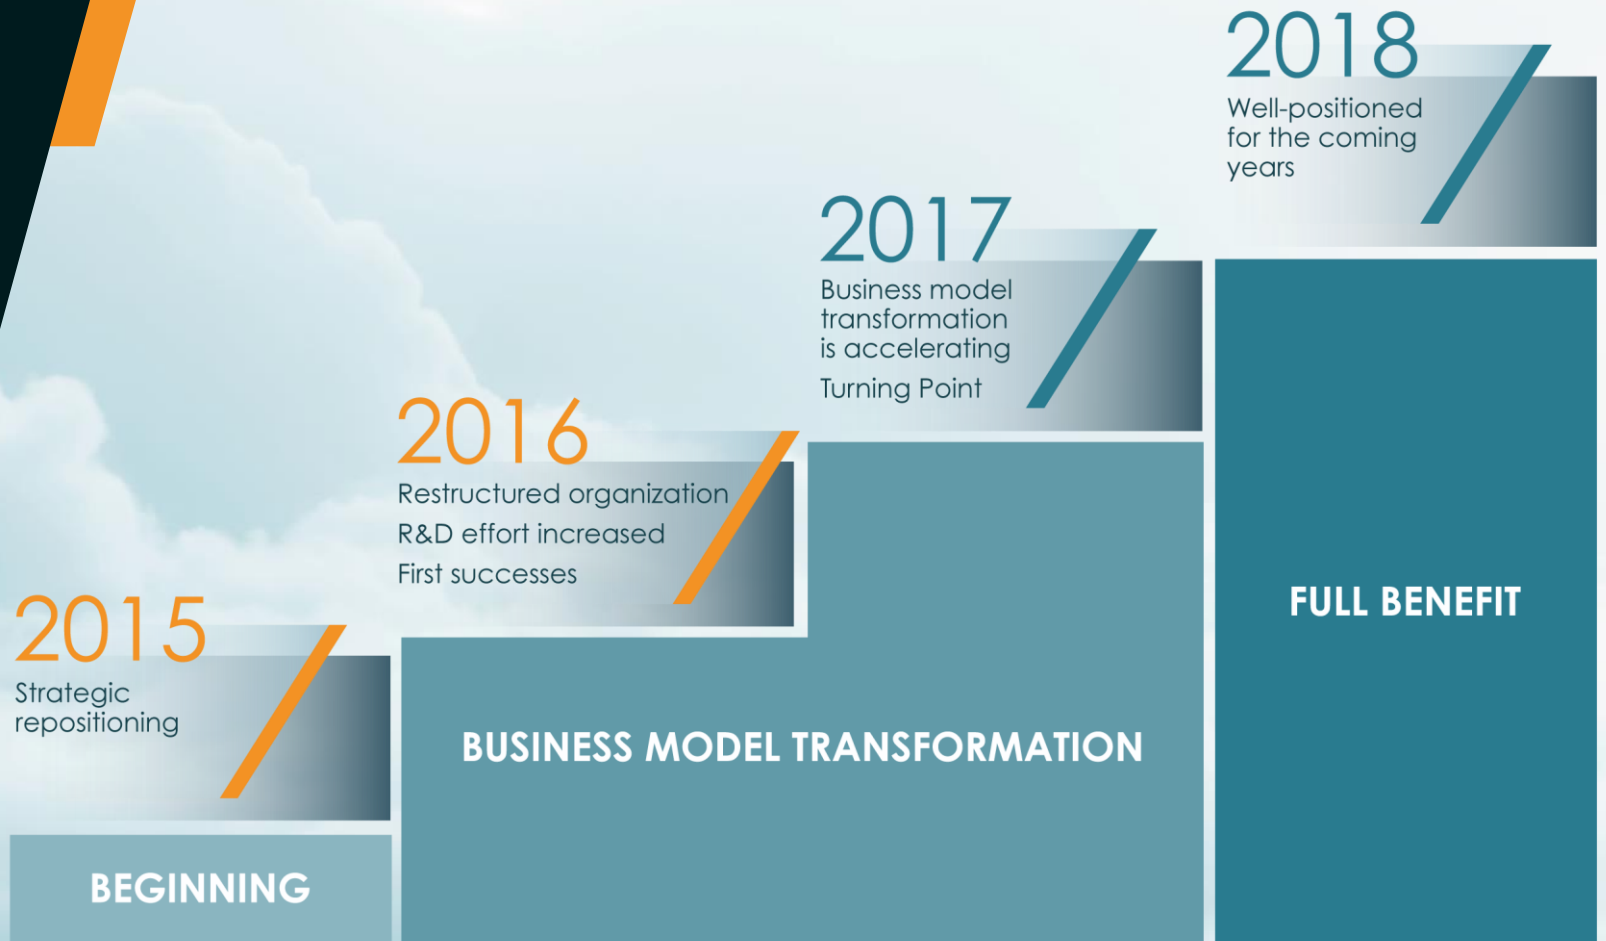 2018
Well-positioned
for the coming
years
2017
Business model
transformation
is accelerating
Turning Point
2016
Restructured organization
R&D effort increased
First successes
2015
Strategic
repositioning
FULL BENEFIT
BUSINESS MODEL TRANSFORMATION
BEGINNING